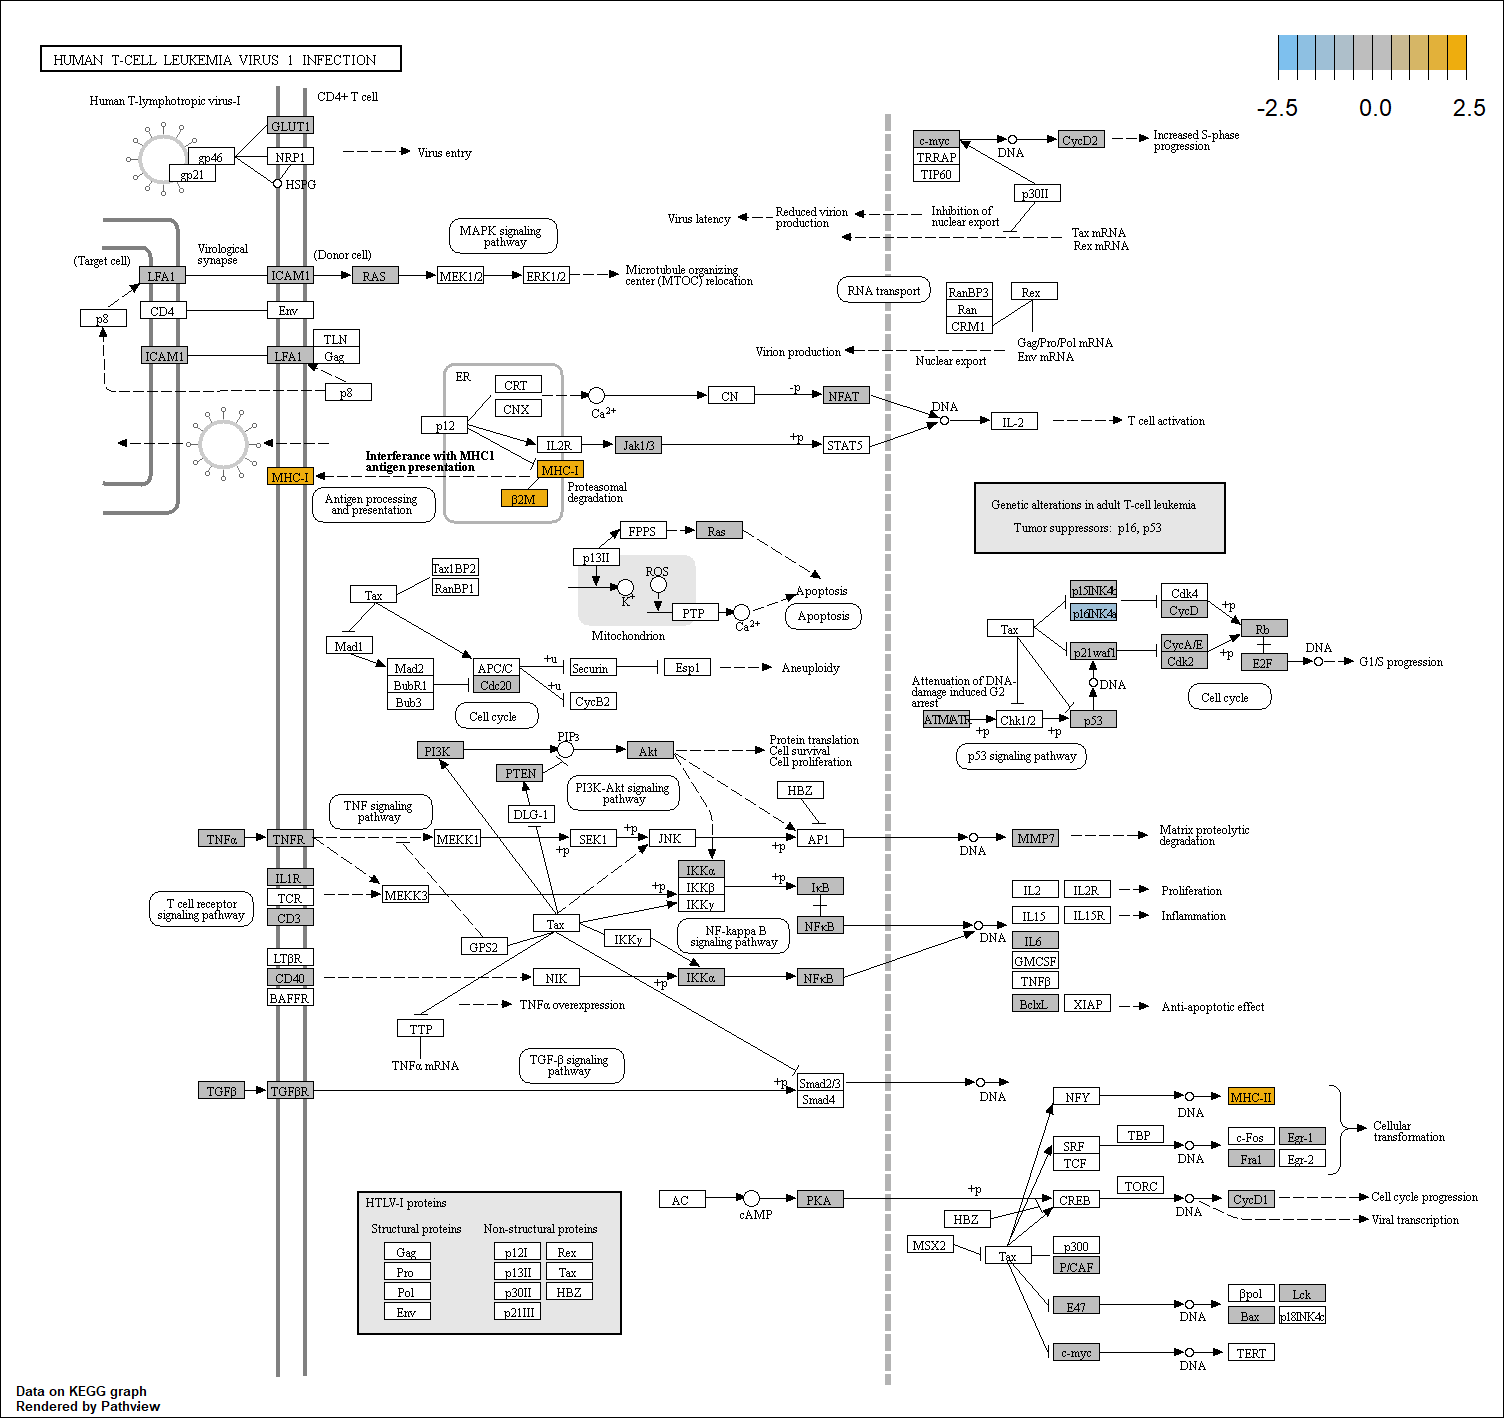 HUMAN T-CELL LEUKEMIA VIRUS 1 INFECTION
-2.5 0.0 2.5
Human T-lymphotropic virus-I
CD4+ T cell
GLUT1
gp46
gp21
NRP1
HSPG
Virus entry
c-myc
TRRAP
TIP60
DNA
CycD2
Increased S-phase
progression
p30II
Virus latency
Reduced virion
production
Inhibition of
nuclear export
Tax mRNA
Rex mRNA
MAPK signaling
pathway
(Target cell)
Virological
synapse
(Donor cell)
LFA1
ICAM1
RAS
MEK1/2
ERK1/2
Microtubule organizing
center (MTOC) relocation
CD4
Env
p8
ICAM1
LFA1
TLN
Gag
p8
RNA transport
RanBP3
Ran
CRM1
Rex
Gag/Pro/Pol mRNA
Env mRNA
Nuclear export
Virion production
ER
CRT
CNX
p12
Ca2+
CN
-p
NFAT
DNA
IL-2
T cell activation
IL2R
Jak1/3
+p
STAT5
Interferance with MHC1
antigen presentation
MHC-I
MHC-I
β2M
Proteasomal
degradation
Antigen processing
and presentation
Genetic alterations in adult T-cell leukemia
Tumor suppressors: p16, p53
FPPS
Ras
p13II
ROS
K+
PTP
Ca2+
Mitochondrion
Apoptosis
Apoptosis
Tax1BP2
RanBP1
Tax
Mad1
Mad2
BubR1
Bub3
APC/C
Cdc20
+u
+u
Securin
Esp1
CycB2
Aneuploidy
Cell cycle
p15INK4c
p16INK4a
Cdk4
CycD
+p
Tax
p21waf1
CycA/E
Cdk2
+p
Rb
E2F
DNA
G1/S progression
DNA
Cell cycle
Attenuation of DNA-
damage induced G2
arrest
ATM/ATR
+p
Chk1/2
+p
p53
p53 signaling pathway
PI3K
PIP3
Akt
PTEN
DLG-1
PI3K-Akt signaling
pathway
Protein translation
Cell survival
Cell proliferation
HBZ
TNF signaling
pathway
TNFα
TNFR
MEKK1
+p
SEK1
+p
JNK
+p
AP1
DNA
MMP7
Matrix proteolytic
degradation
IL1R
TCR
CD3
T cell receptor
signaling pathway
MEKK3
+p
IKKα
IKKβ
IKKγ
+p
IκB
NFκB
Tax
GPS2
IKKγ
NF-kappa B
signaling pathway
DNA
IL2
IL2R
Proliferation
IL15
IL15R
Inflammation
IL6
GMCSF
TNFβ
BclxL
XIAP
Anti-apoptotic effect
LTβR
CD40
BAFFR
NIK
+p
IKKα
NFκB
TNFα overexpression
TTP
TNFα mRNA
TGF-β signaling
pathway
TGFβ
TGFβR
+p
Smad2/3
Smad4
DNA
NFY
DNA
MHC-II
SRF
TCF
TBP
DNA
c-Fos
Egr-1
Fra1
Egr-2
Cellular
transformation
AC
cAMP
PKA
+p
CREB
TORC
DNA
CycD1
Cell cycle progression
Viral transcription
HBZ
MSX2
Tax
p300
P/CAF
E47
DNA
βpol
Lck
Bax
p18INK4c
c-myc
DNA
TERT
HTLV-I proteins
Structural proteins
Non-structural proteins
Gag
p12I
Rex
Pro
p13II
Tax
Pol
p30II
HBZ
Env
p21III
Data on KEGG graph
Rendered by Pathview